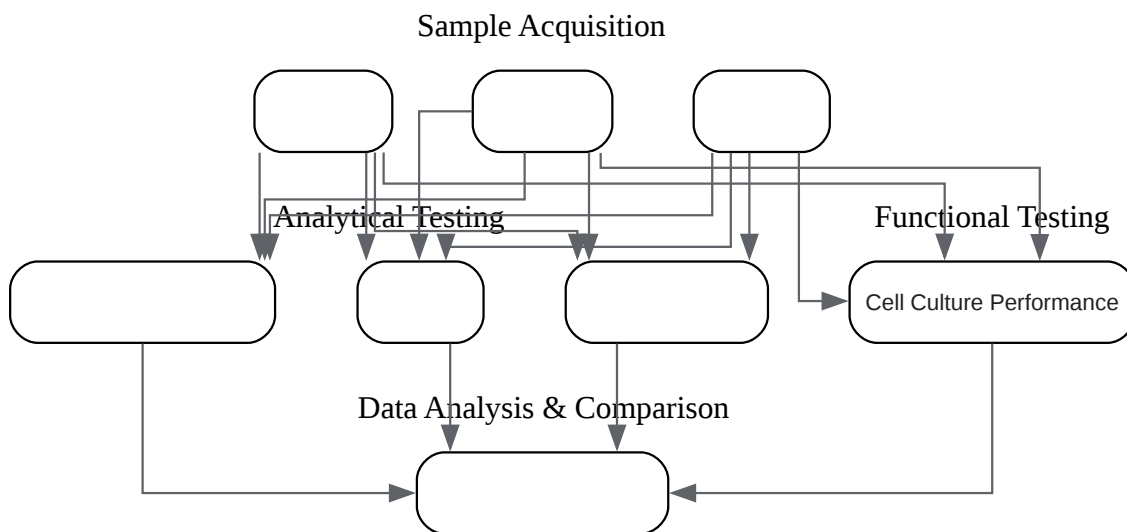 Sample Acquisition
Analytical Testing
Functional Testing
Cell Culture Performance
Data Analysis & Comparison